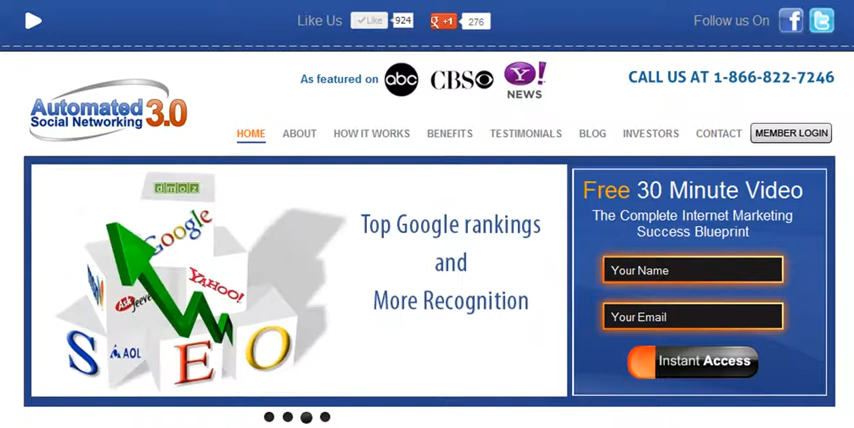 Like Us
Like
924
g +1
276
Follow us On
f
As featured on
abc
CBS
Y!
NEWS
CALL US AT 1-866-822-7246
Automated
Social Networking
3.0
HOME
ABOUT
HOW IT WORKS
BENEFITS
TESTIMONIALS
BLOG
INVESTORS
CONTACT
MEMBER LOGIN
dmoz
Google
YAHOO!
Ask Jeeves
AOL
SEO
Top Google rankings
and
More Recognition
Free 30 Minute Video
The Complete Internet Marketing
Success Blueprint
Your Name
Your Email
Instant Access